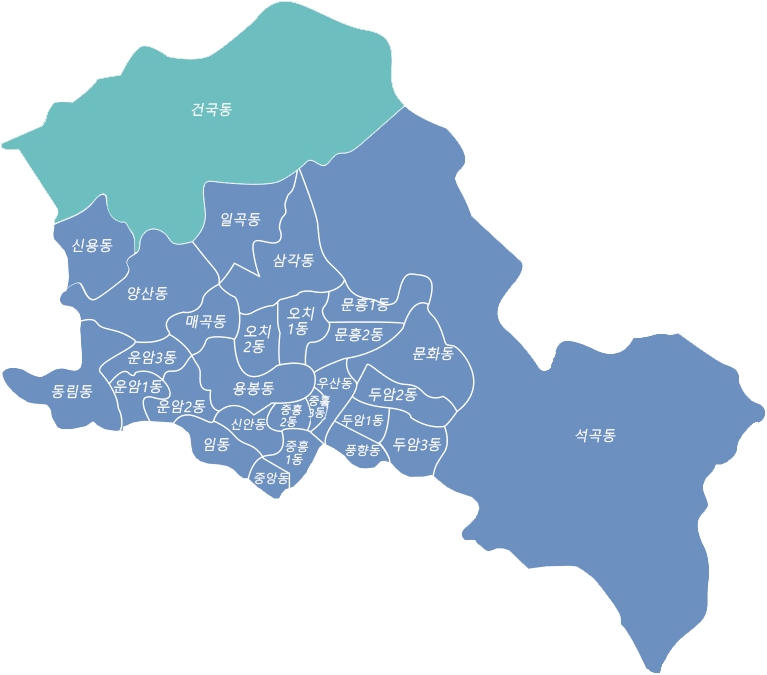 건국동
일곡동
신용동
삼각동
양산동
문흥1동
매곡동
오치
1동
오치
2동
문흥2동
문화동
운암3동
동림동
운암1동
용봉동
우산동
두암2동
운암2동
중흥
3동
중흥
2동
신안동
두암1동
석곡동
임동
두암3동
중흥
1동
풍향동
중앙동